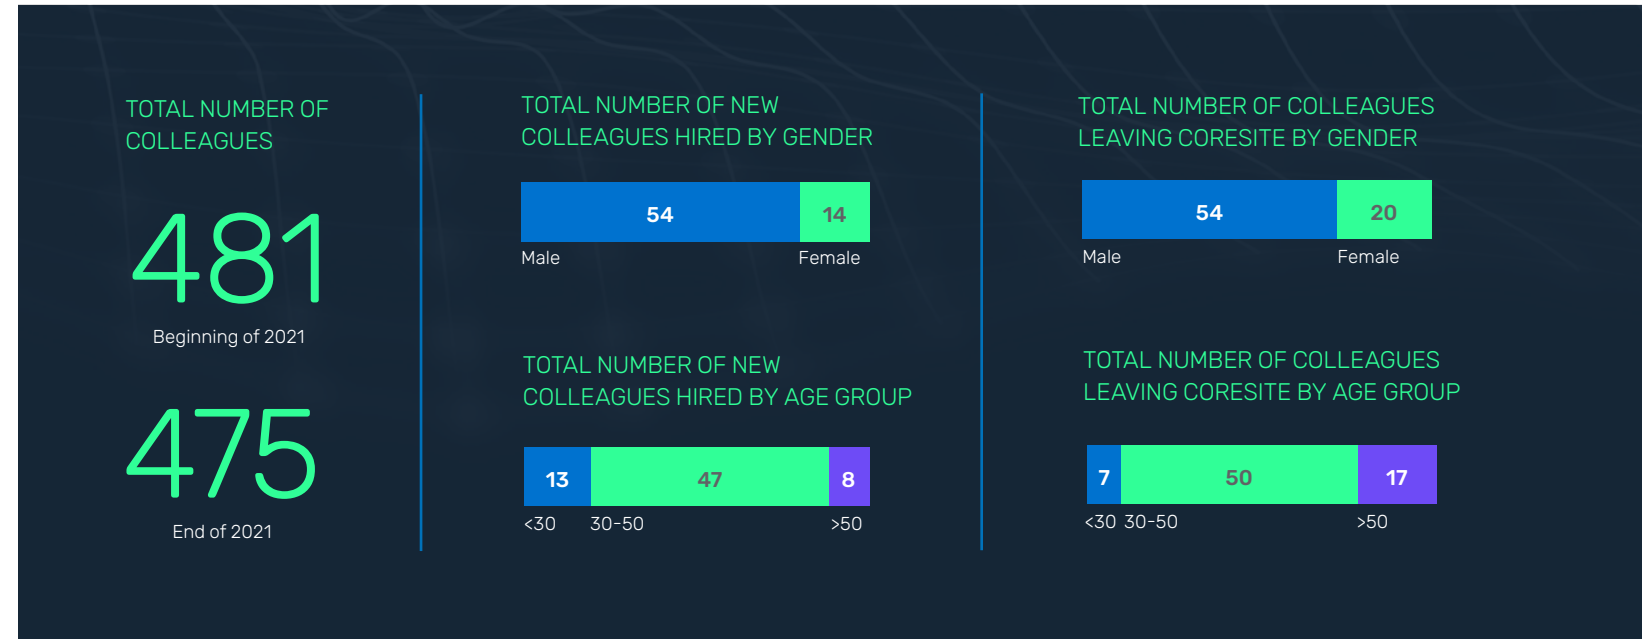 TOTAL NUMBER OF
COLLEAGUES
481
Beginning of 2021
475
End of 2021
TOTAL NUMBER OF NEW
COLLEAGUES HIRED BY GENDER
54 14
Male Female
TOTAL NUMBER OF NEW
COLLEAGUES HIRED BY AGE GROUP
13 47 8
<30 30-50 >50
TOTAL NUMBER OF COLLEAGUES
LEAVING CORESITE BY GENDER
54 20
Male Female
TOTAL NUMBER OF COLLEAGUES
LEAVING CORESITE BY AGE GROUP
7 50 17
<30 30-50 >50